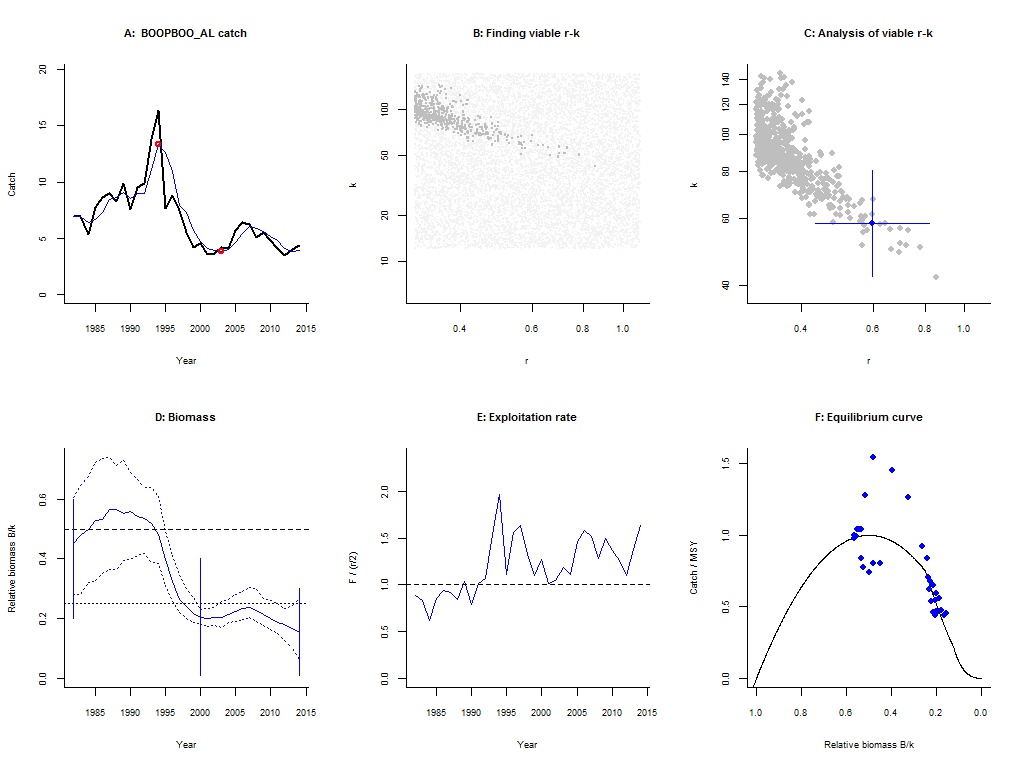 A: BOOPBOO_AL catch
Catch
20
15
10
5
0
1985 1990 1995 2000 2005 2010 2015
Year
B: Finding viable r-k
k
100
50
20
10
0.4 0.6 0.8 1.0
r
C: Analysis of viable r-k
k
140
120
100
80
60
40
0.4 0.6 0.8 1.0
r
D: Biomass
Relative biomass B/k
0.6
0.4
0.2
0.0
1985 1990 1995 2000 2005 2010 2015
Year
E: Exploitation rate
F / (r/2)
2.0
1.5
1.0
0.5
0.0
1985 1990 1995 2000 2005 2010 2015
Year
F: Equilibrium curve
Catch / MSY
1.5
1.0
0.5
0.0
1.0 0.8 0.6 0.4 0.2 0.0
Relative biomass B/k